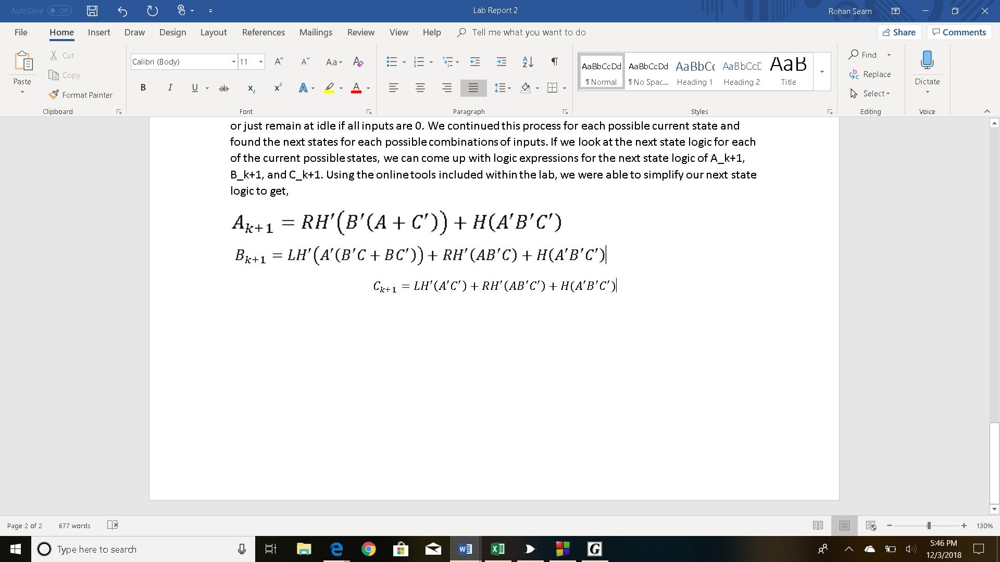 AutoSave Off Lab Report 2 Rohan Seam
File Home Insert Draw Design Layout References Mailings Review View Help Tell me what you want to do Share Comments
Paste
Cut
Copy
Format Painter
Clipboard
Calibri (Body) 11 A A Aa A
B I U ab x2 x2 A A
Font
A Z ¶
Paragraph
AaBbCcDd AaBbCcDd AaBbCc AaBbCcD AaB
¶ Normal ¶ No Spac... Heading 1 Heading 2 Title
Styles
Find
Replace
Select
Editing
Dictate
Voice
or just remain at idle if all inputs are 0. We continued this process for each possible current state and
found the next states for each possible combinations of inputs. If we look at the next state logic for each
of the current possible states, we can come up with logic expressions for the next state logic of A_k+1,
B_k+1, and C_k+1. Using the online tools included within the lab, we were able to simplify our next state
logic to get,
A_{k+1} = RH′(B′(A + C′)) + H(A′B′C′)
B_{k+1} = LH′(A′(B′C + BC′)) + RH′(AB′C) + H(A′B′C′)
C_{k+1} = LH′(A′C′) + RH′(AB′C′) + H(A′B′C′)
Page 2 of 2 677 words 130%
Type here to search
5:46 PM
12/3/2018